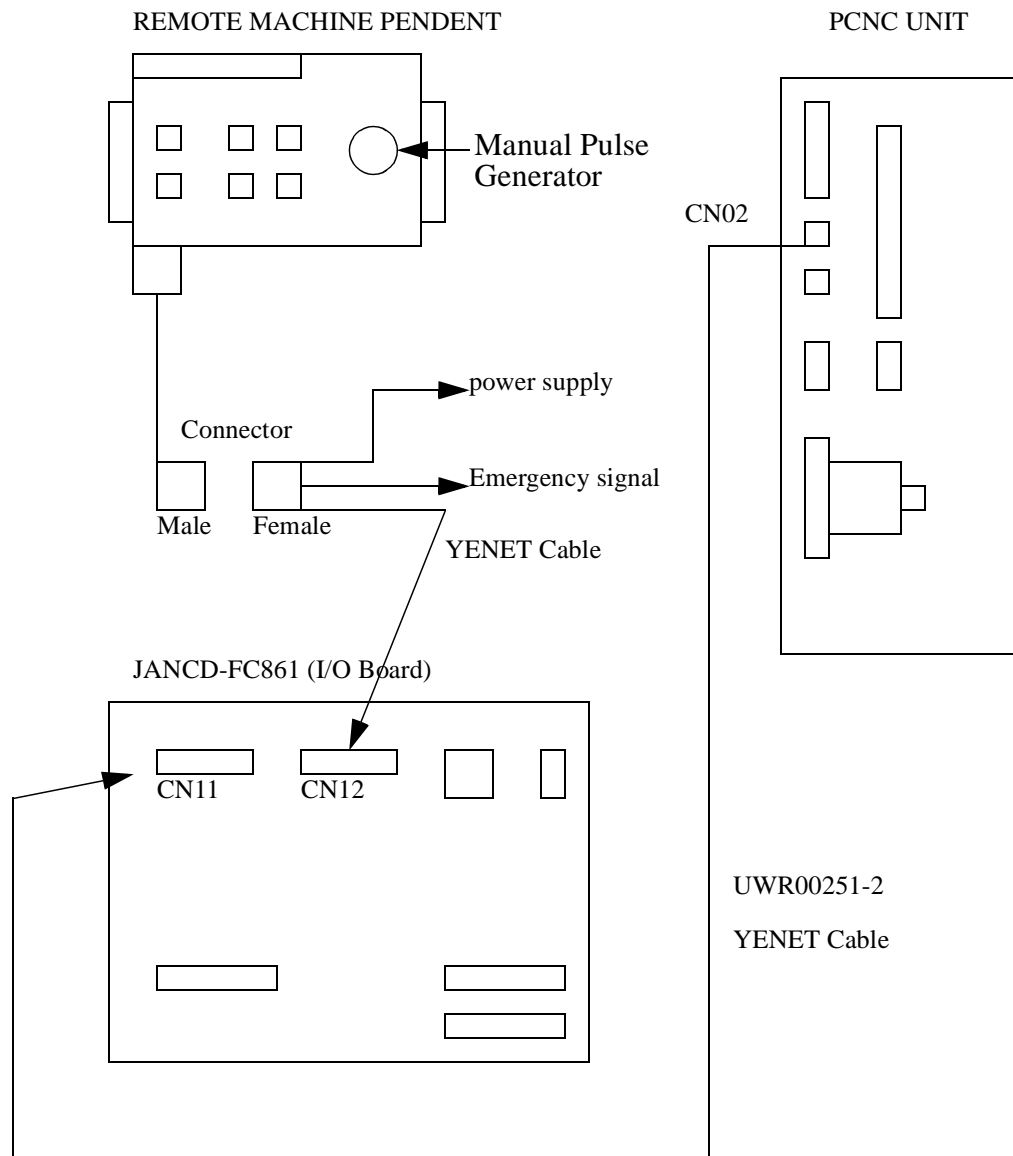 REMOTE MACHINE PENDENT
PCNC UNIT
Manual Pulse
Generator
CN02
power supply
Connector
Emergency signal
Male
Female
YENET Cable
JANCD-FC861 (I/O Board)
CN11
CN12
UWR00251-2
YENET Cable